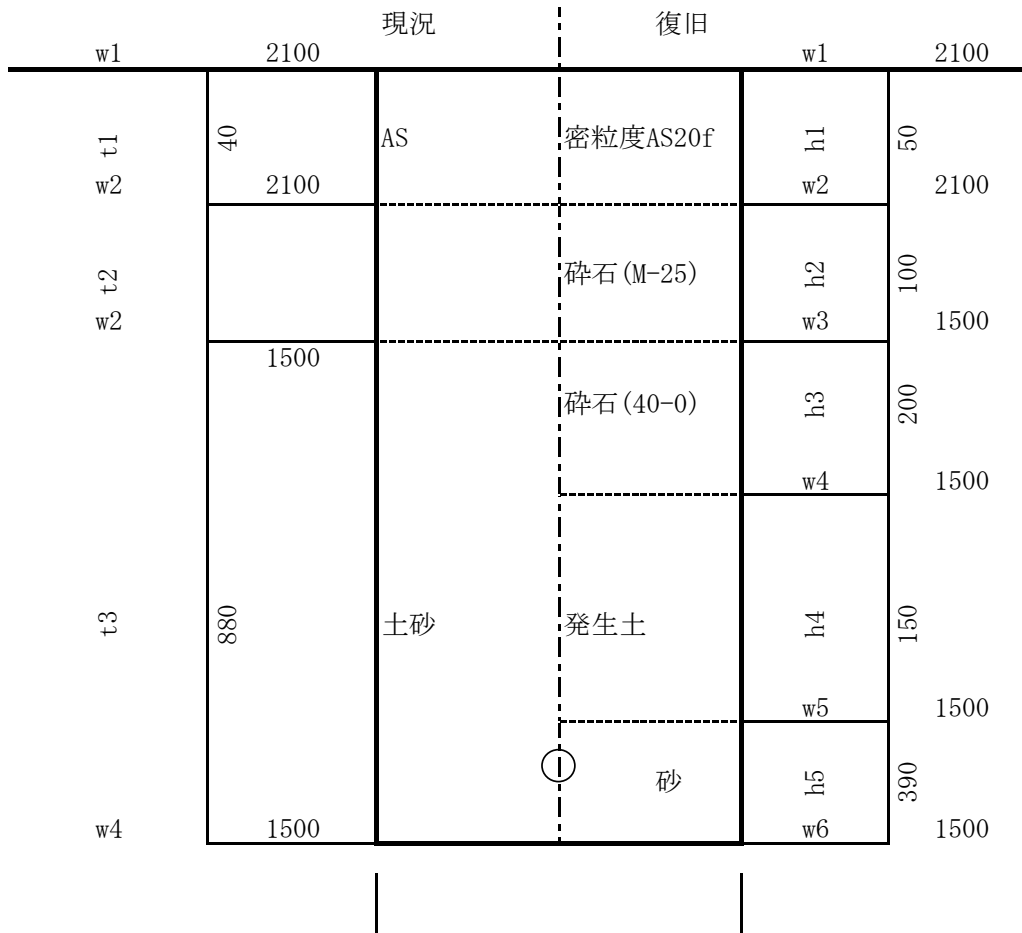 現況 復旧
w1 2100 w1 2100
t1 40 AS 密粒度AS20f h1 50
w2 2100 w2 2100
t2 砕石(M-25) h2 100
w2 w3 1500
1500
砕石(40-0) h3 200
w4 1500
t3 880 土砂 発生土 h4 150
w5 1500
砂 h5 390
w4 1500 w6 1500